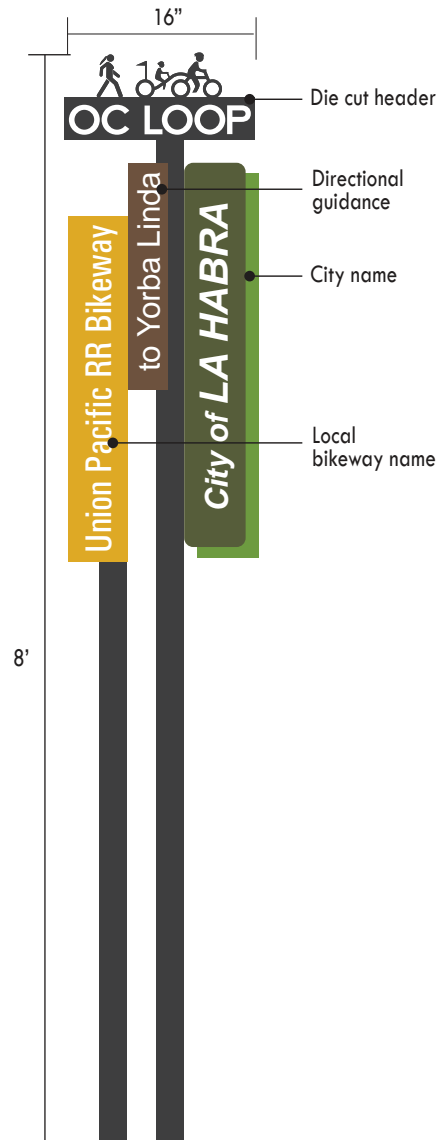 16”
Die cut header
OC LOOP
Directional
guidance
to Yorba Linda
City of LA HABRA
City name
Union Pacific RR Bikeway
Local
bikeway name
8’